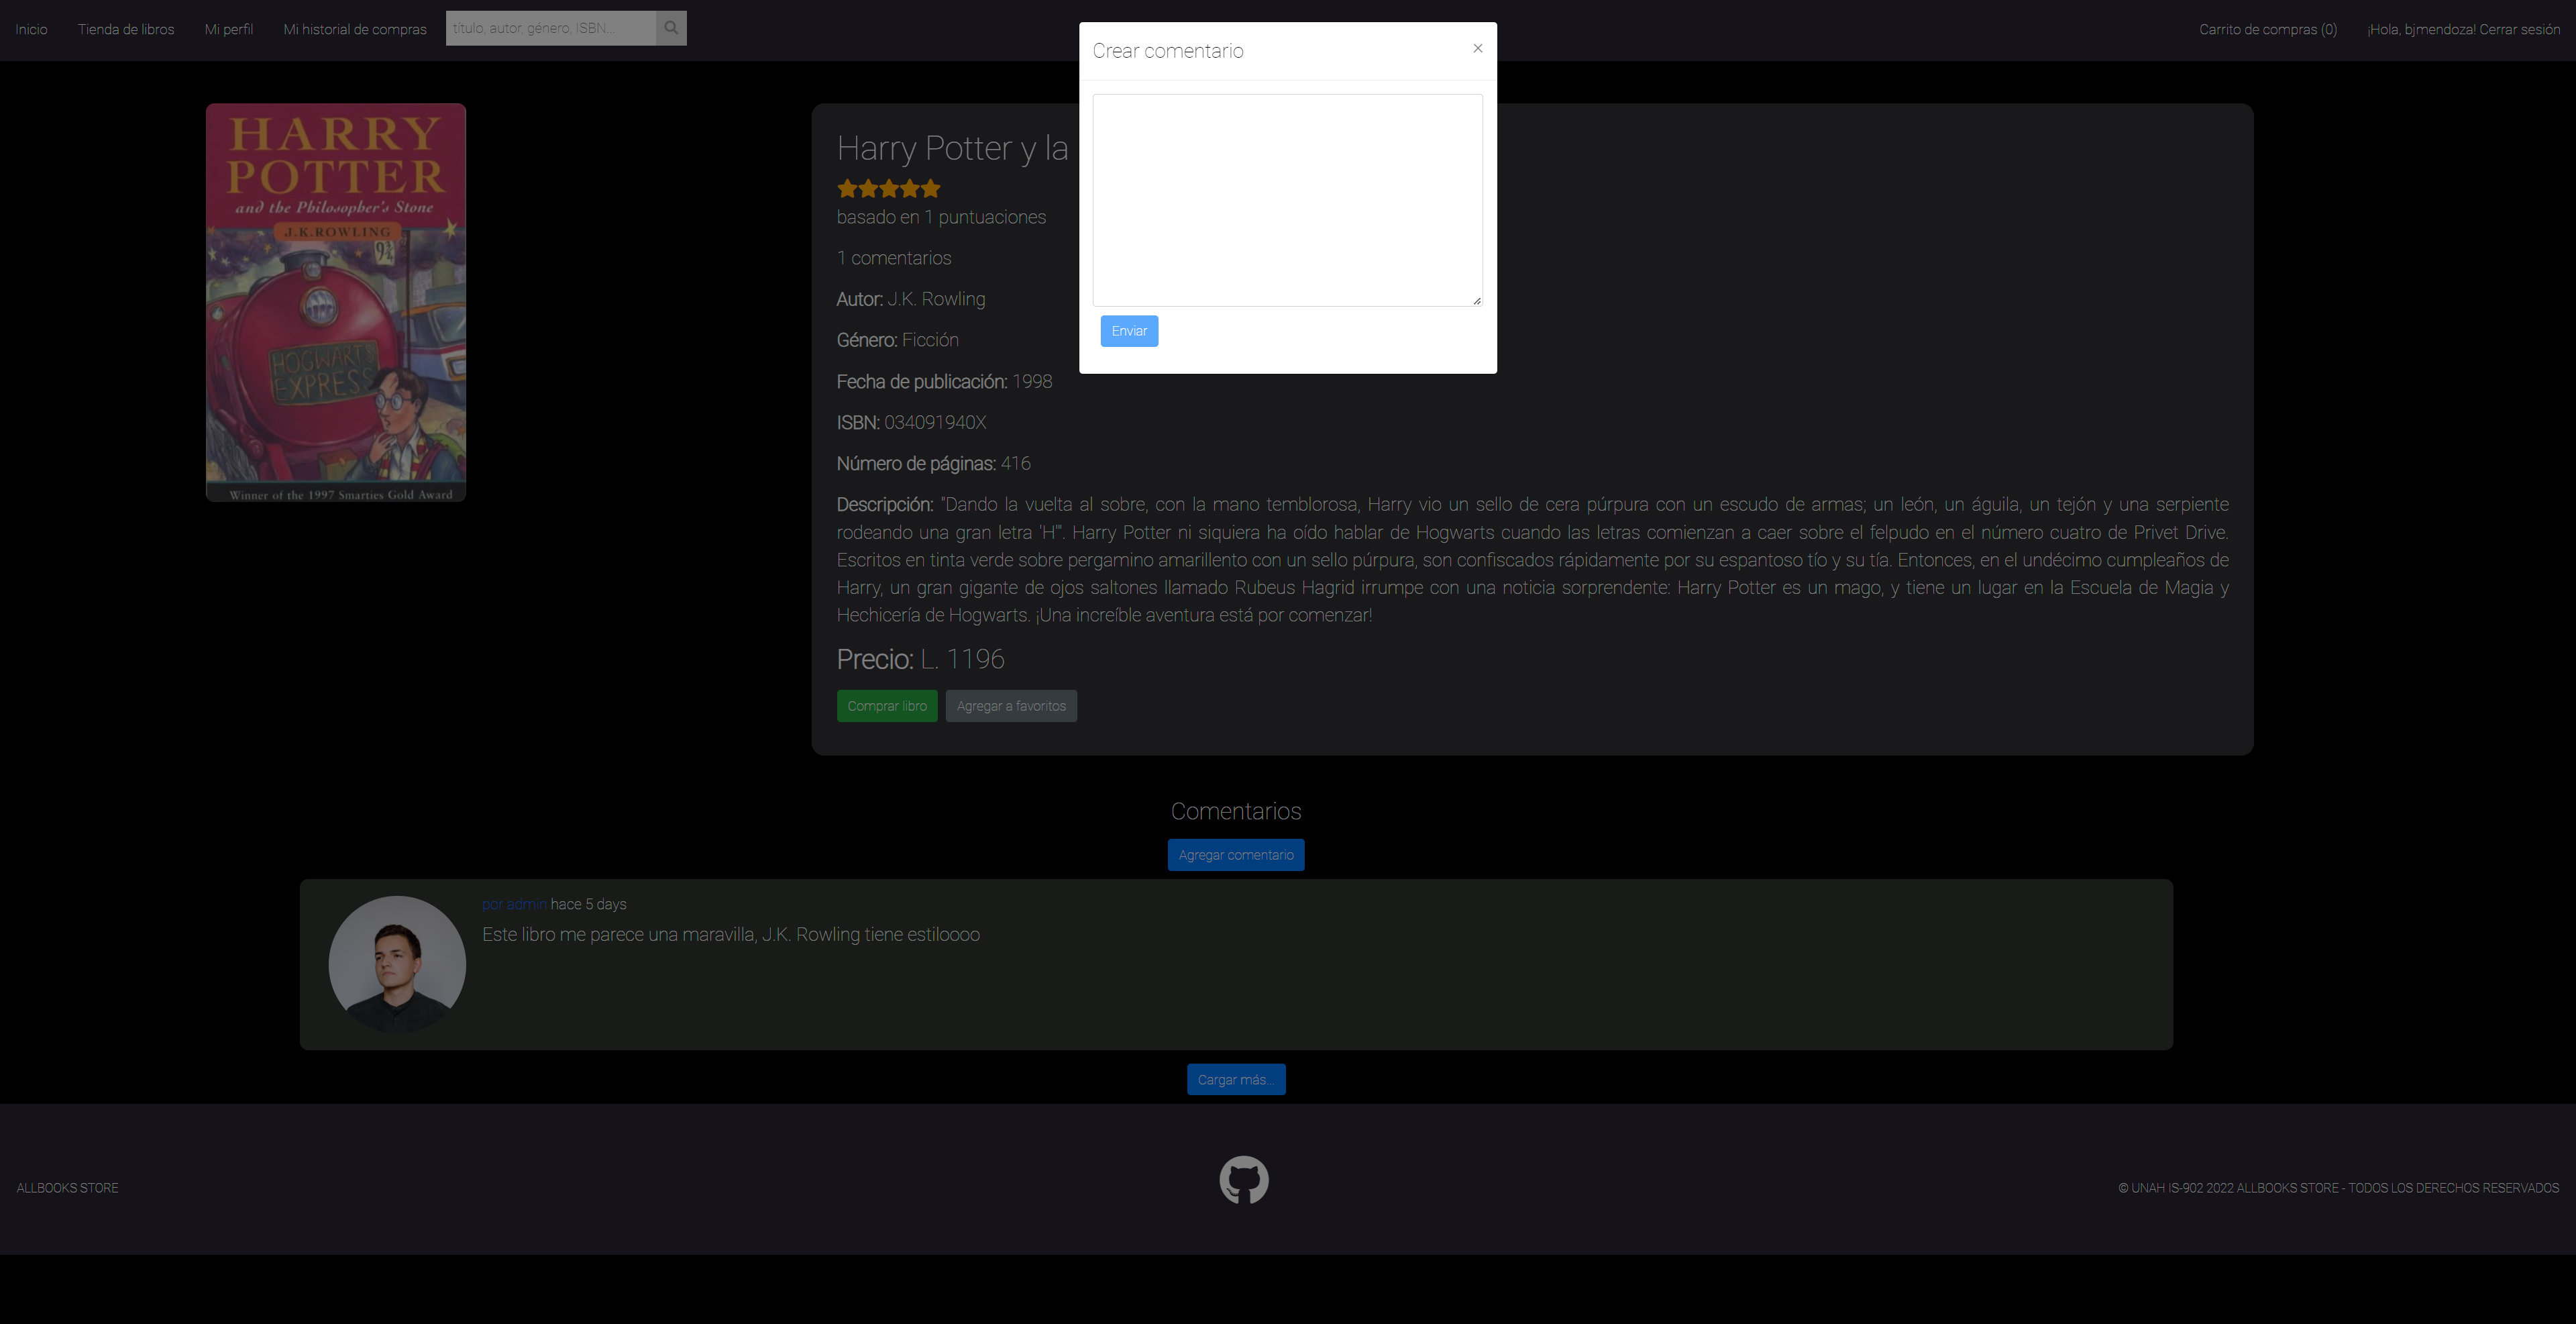 Inicio
Tienda de libros
Mi perfil
Mi historial de compras
título, autor, género, ISBN...
Carrito de compras (0)
¡Hola, bjmendoza! Cerrar sesión
Crear comentario
×
Enviar
HARRY
POTTER
and the Philosopher's Stone
J.K.ROWLING
9¾
HOGWARTS
EXPRESS
Winner of the 1997 Smarties Gold Award
Harry Potter y la
basado en 1 puntuaciones
1 comentarios
Autor: J.K. Rowling
Género: Ficción
Fecha de publicación: 1998
ISBN: 034091940X
Número de páginas: 416
Descripción: "Dando la vuelta al sobre, con la mano temblorosa, Harry vio un sello de cera púrpura con un escudo de armas; un león, un águila, un tejón y una serpiente
rodeando una gran letra 'H'". Harry Potter ni siquiera ha oído hablar de Hogwarts cuando las letras comienzan a caer sobre el felpudo en el número cuatro de Privet Drive.
Escritos en tinta verde sobre pergamino amarillento con un sello púrpura, son confiscados rápidamente por su espantoso tío y su tía. Entonces, en el undécimo cumpleaños de
Harry, un gran gigante de ojos saltones llamado Rubeus Hagrid irrumpe con una noticia sorprendente: Harry Potter es un mago, y tiene un lugar en la Escuela de Magia y
Hechicería de Hogwarts. ¡Una increíble aventura está por comenzar!
Precio: L. 1196
Comprar libro
Agregar a favoritos
Comentarios
Agregar comentario
por admin hace 5 days
Este libro me parece una maravilla, J.K. Rowling tiene estiloooo
Cargar más...
ALLBOOKS STORE
© UNAH IS-902 2022 ALLBOOKS STORE - TODOS LOS DERECHOS RESERVADOS